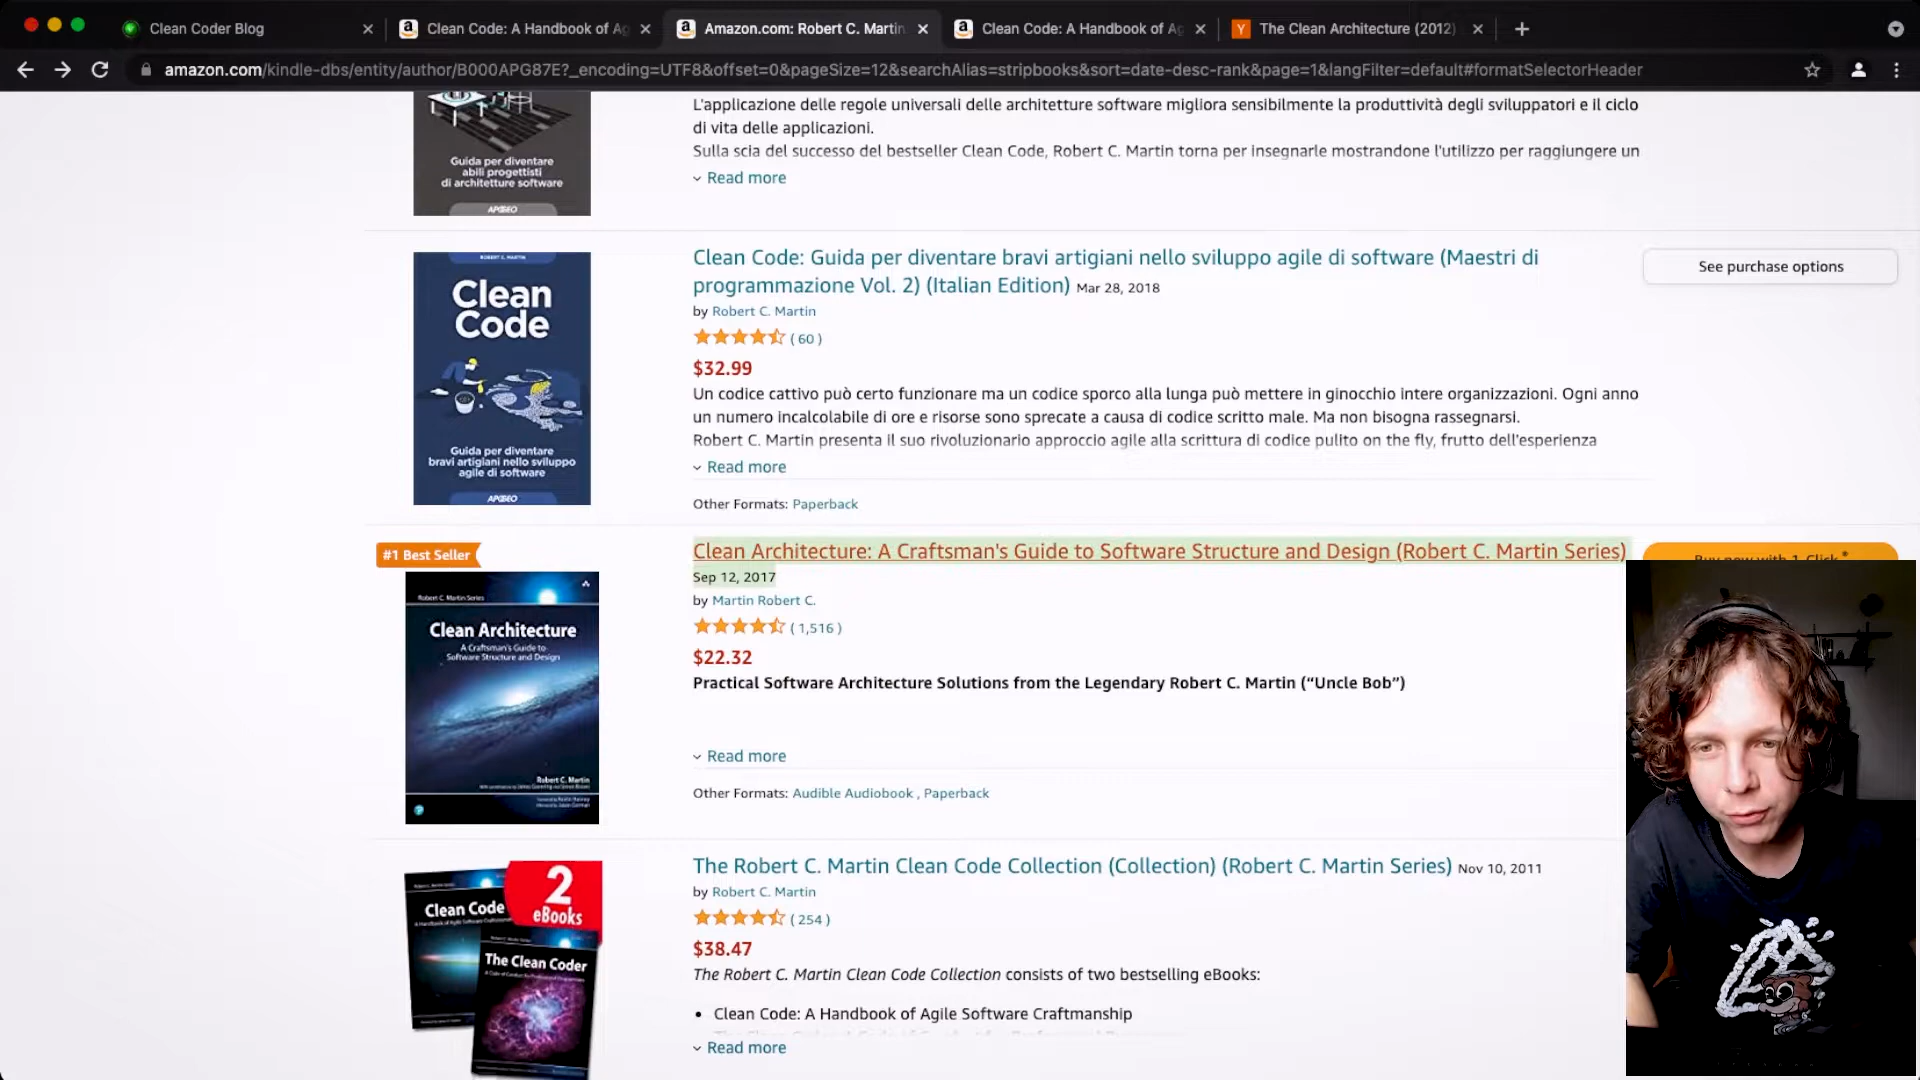 Clean Coder Blog
Clean Code: A Handbook of Ag
Amazon.com: Robert C. Martin
Clean Code: A Handbook of Ag
The Clean Architecture (2012)
amazon.com/kindle-dbs/entity/author/B000APG87E?_encoding=UTF8&offset=0&pageSize=12&searchAlias=stripbooks&sort=date-desc-rank&page=1&langFilter=default#formatSelectorHeader
Guida per diventare
abili progettisti
di architetture software
APOGEO
L'applicazione delle regole universali delle architetture software migliora sensibilmente la produttività degli sviluppatori e il ciclo
di vita delle applicazioni.
Sulla scia del successo del bestseller Clean Code, Robert C. Martin torna per insegnarle mostrandone l'utilizzo per raggiungere un
Read more
ROBERT C. MARTIN
Clean
Code
Guida per diventare
bravi artigiani nello sviluppo
agile di software
APOGEO
Clean Code: Guida per diventare bravi artigiani nello sviluppo agile di software (Maestri di
programmazione Vol. 2) (Italian Edition) Mar 28, 2018
by Robert C. Martin
( 60 )
$32.99
Un codice cattivo può certo funzionare ma un codice sporco alla lunga può mettere in ginocchio intere organizzazioni. Ogni anno
un numero incalcolabile di ore e risorse sono sprecate a causa di codice scritto male. Ma non bisogna rassegnarsi.
Robert C. Martin presenta il suo rivoluzionario approccio agile alla scrittura di codice pulito on the fly, frutto dell'esperienza
Read more
Other Formats: Paperback
See purchase options
#1 Best Seller
Robert C. Martin Series
Clean Architecture
A Craftsman's Guide to
Software Structure and Design
Robert C. Martin
Clean Architecture: A Craftsman's Guide to Software Structure and Design (Robert C. Martin Series)
Sep 12, 2017
by Martin Robert C.
( 1,516 )
$22.32
Practical Software Architecture Solutions from the Legendary Robert C. Martin (“Uncle Bob”)
Read more
Other Formats: Audible Audiobook , Paperback
Buy now with 1-Click ®
2
eBooks
Clean Code
The Clean Coder
The Robert C. Martin Clean Code Collection (Collection) (Robert C. Martin Series) Nov 10, 2011
by Robert C. Martin
( 254 )
$38.47
The Robert C. Martin Clean Code Collection consists of two bestselling eBooks:
• Clean Code: A Handbook of Agile Software Craftmanship
Read more